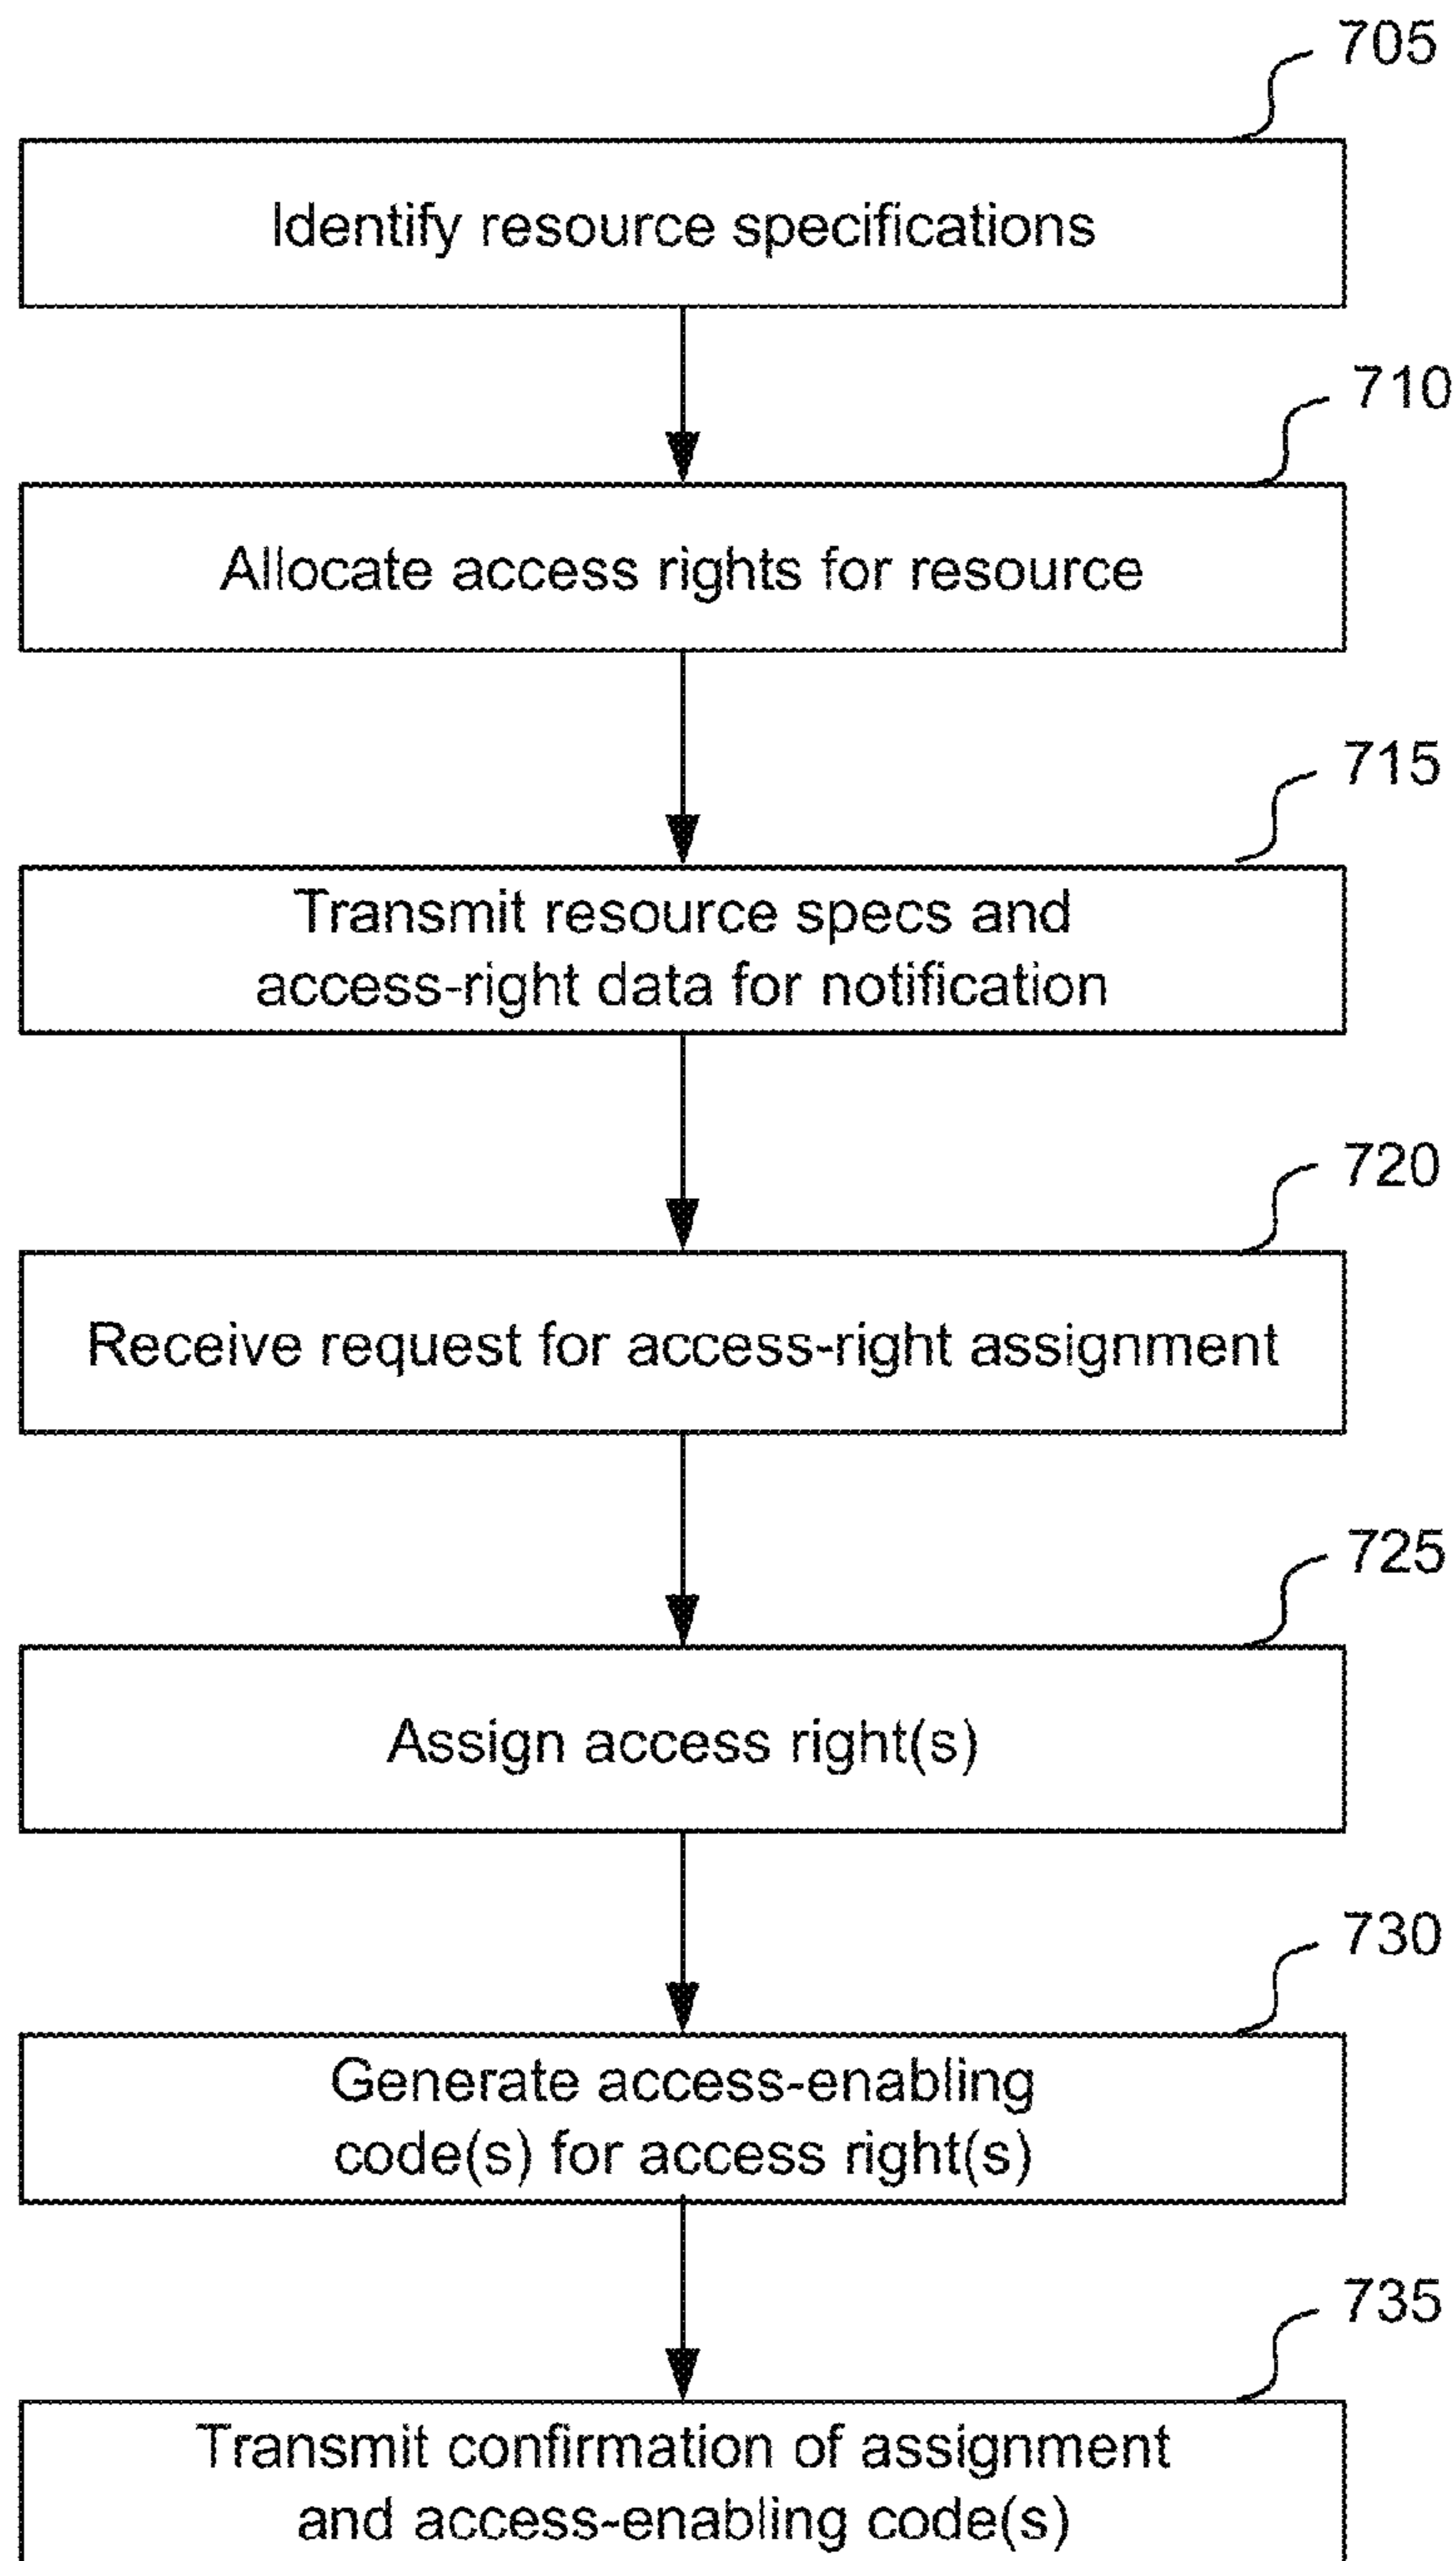 705
Identify resource specifications
710
Allocate access rights for resource
715
Transmit resource specs and
access-right data for notification
720
Receive request for access-right assignment
725
Assign access right(s)
730
Generate access-enabling
code(s) for access right(s)
735
Transmit confirmation of assignment
and access-enabling code(s)